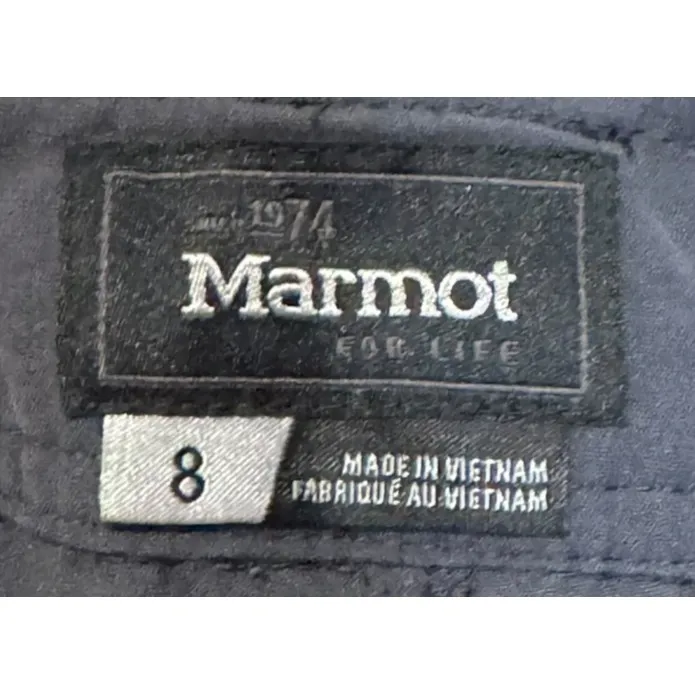 1974
Marmot
FOR LIFE
8
MADE IN VIETNAM
FABRIQUÉ AU VIETNAM